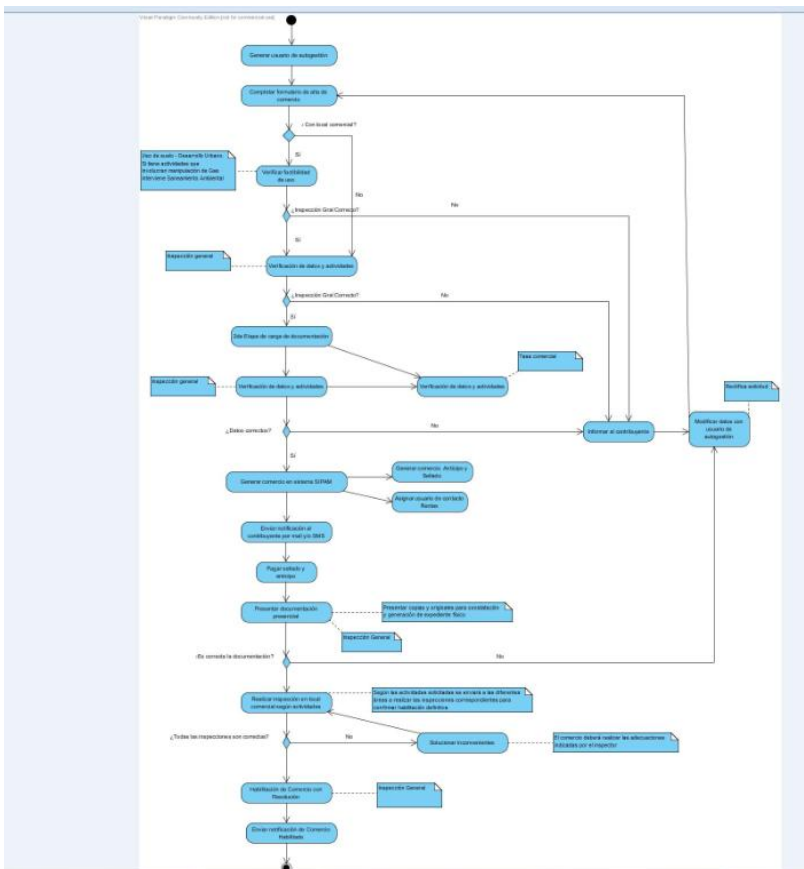 Visual Paradigm Community Edition [not for commercial use]
Generar usuario de autogestión
Completar formulario de alta de
comercio
¿Con local comercial?
Sí
Uso de suelo - Desarrollo Urbano.
Si tiene actividades que
involucren manipulación de Gas
interviene Saneamiento Ambiental
Verificar factibilidad
de uso
No
¿Inspección Gral Correcto?
No
Sí
Inspección general
Verificación de datos y actividades
¿Inspección Gral Correcto?
No
Sí
2da Etapa de carga de documentación
Tasa comercial
Inspección general
Verificación de datos y actividades
Verificación de datos y actividades
Rectifica solicitud
¿Datos correctos?
No
Informar al contribuyente
Modificar datos con
usuario de
autogestión
Sí
Generar comercio en sistema SIPAM
Generar comercio, Anticipo y
Sellado
Asignar usuario de contacto
Rentas
Enviar notificación al
contribuyente por mail y/o SMS
Pagar sellado y
anticipo
Presentar documentación
presencial
Presentar copias y originales para constatación
y generación de expediente físico
Inspección General
¿Es correcta la documentación?
No
Realizar inspección en local
comercial según actividades
Según las actividades solicitadas se enviará a las diferentes
áreas a realizar las inspecciones correspondientes para
confirmar habilitación definitiva
¿Todas las inspecciones son correctas?
No
Solucionar inconvenientes
El comercio deberá realizar las adecuaciones
indicadas por el inspector
Habilitación de Comercio con
Resolución
Inspección General
Enviar notificación de Comercio
Habilitado